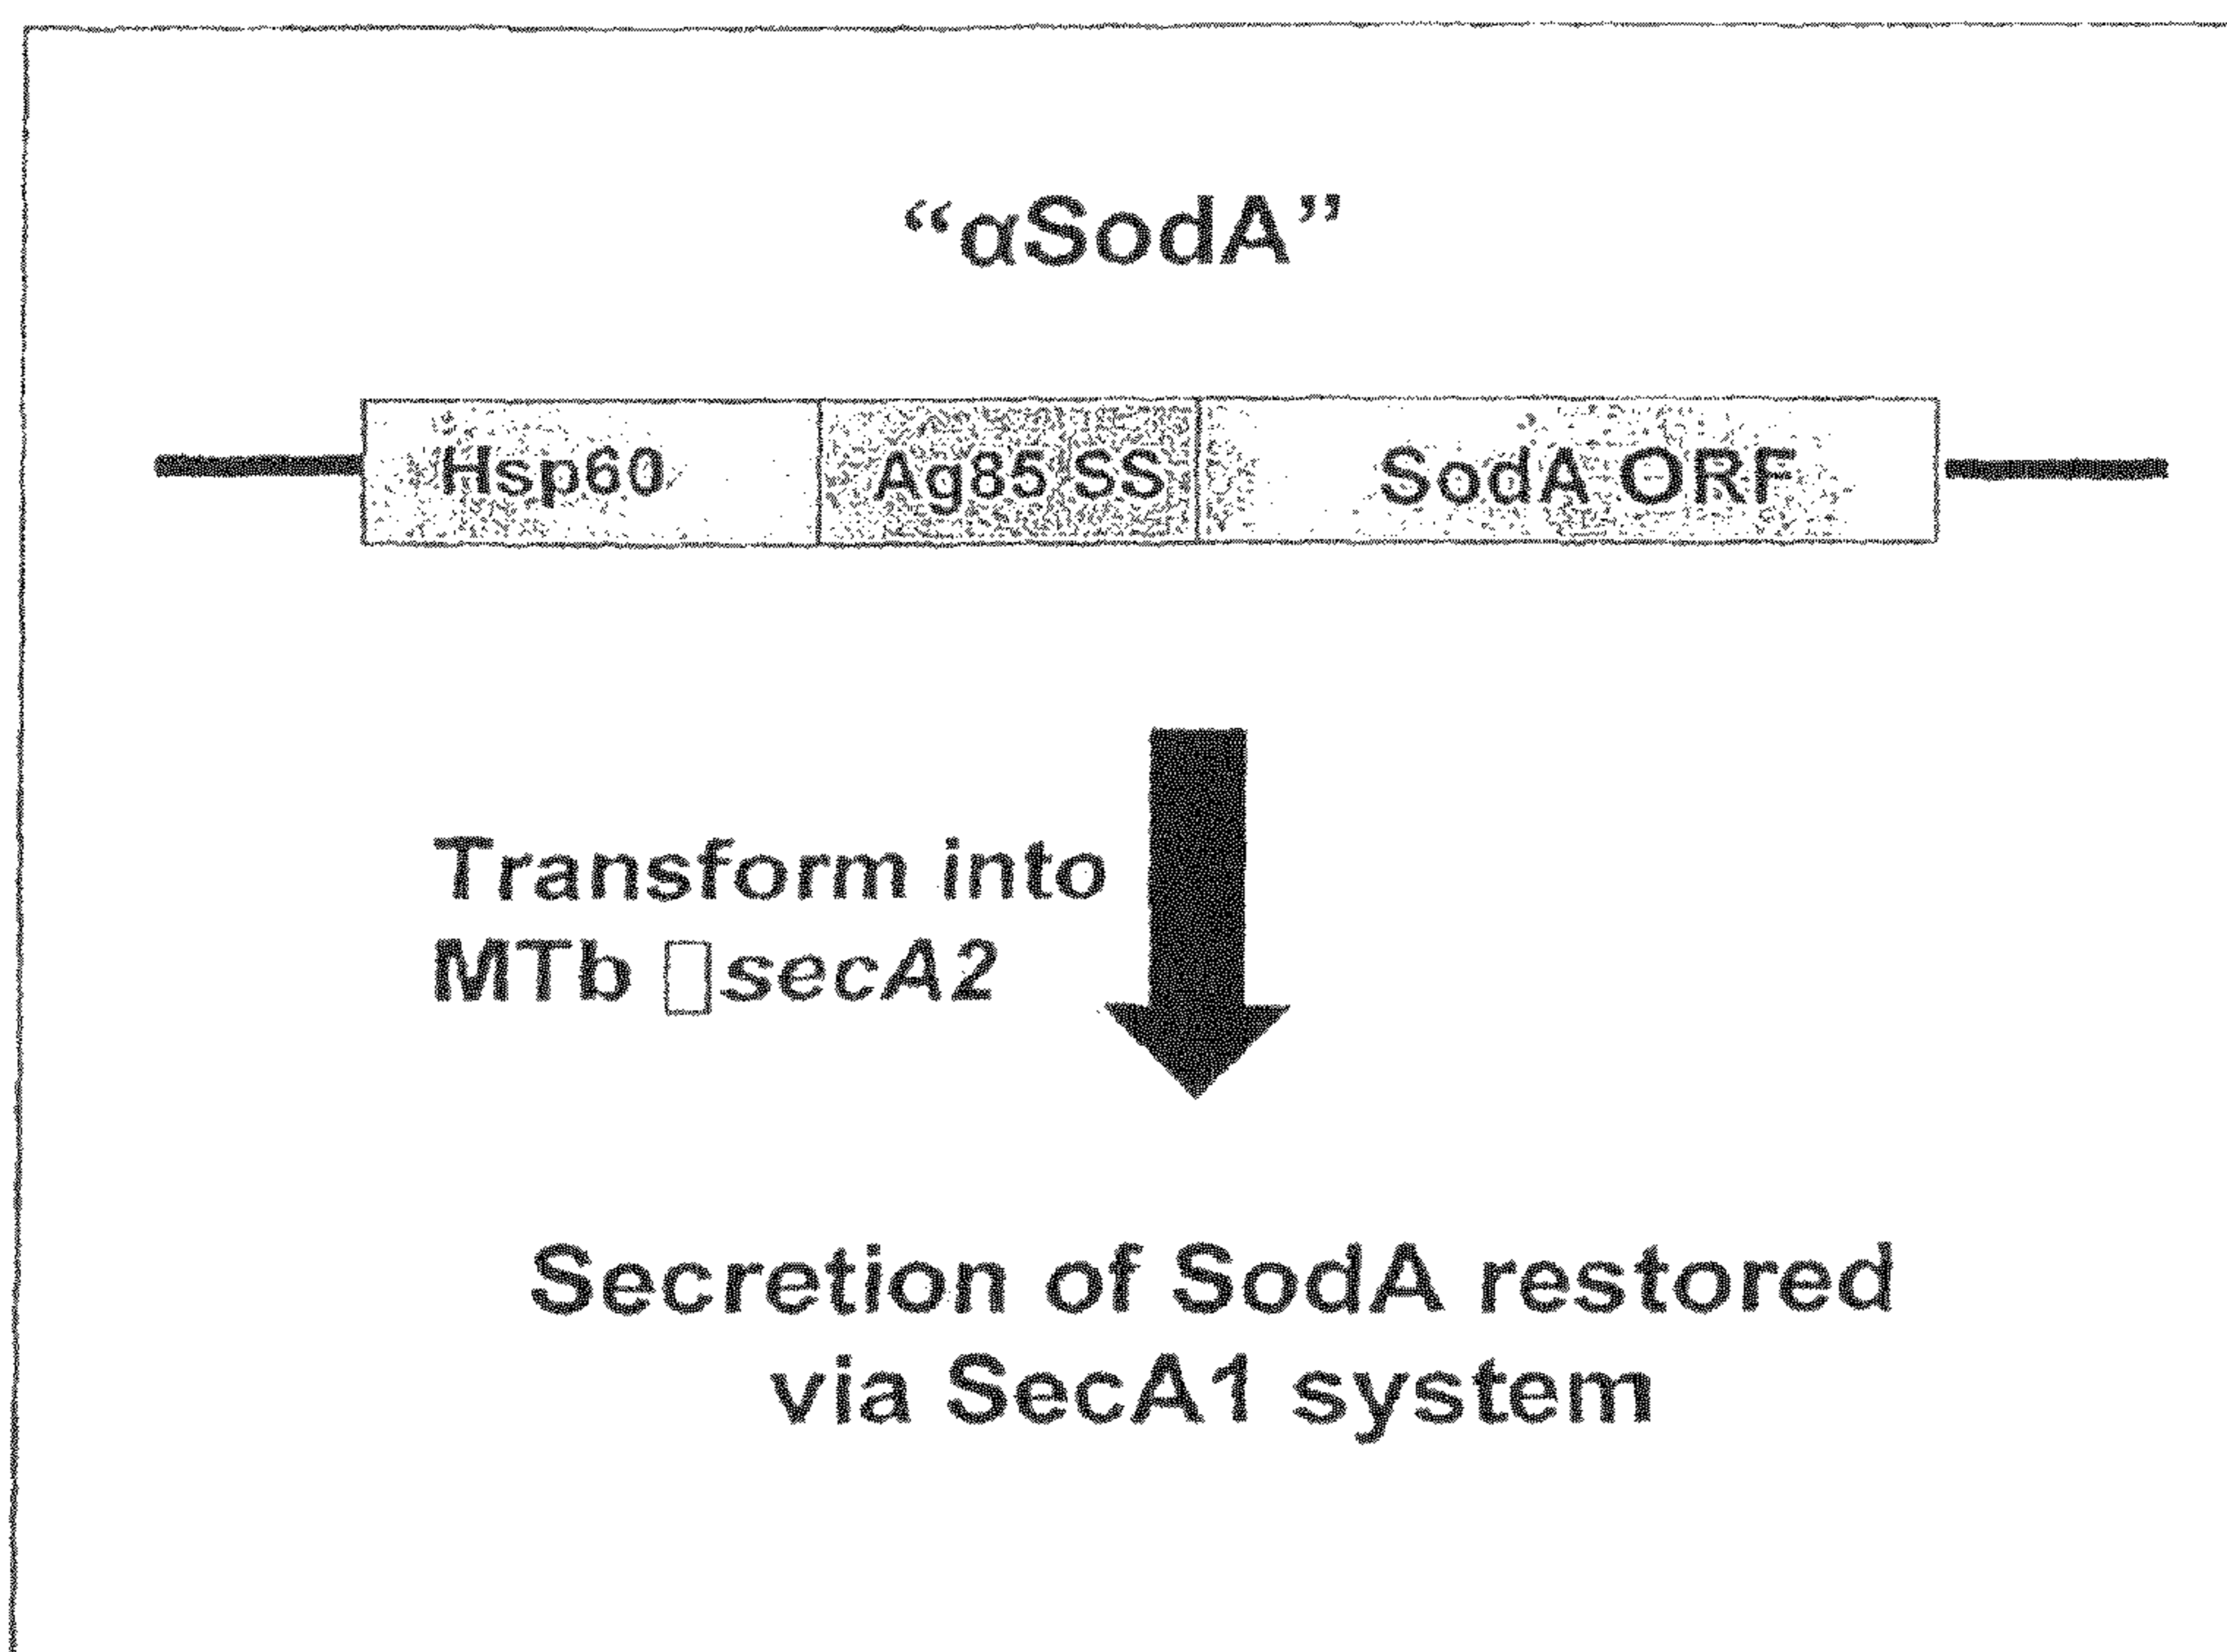 “αSodA”
Hsp60 Ag85 SS SodA ORF
Transform into
MTb □secA2
Secretion of SodA restored
via SecA1 system